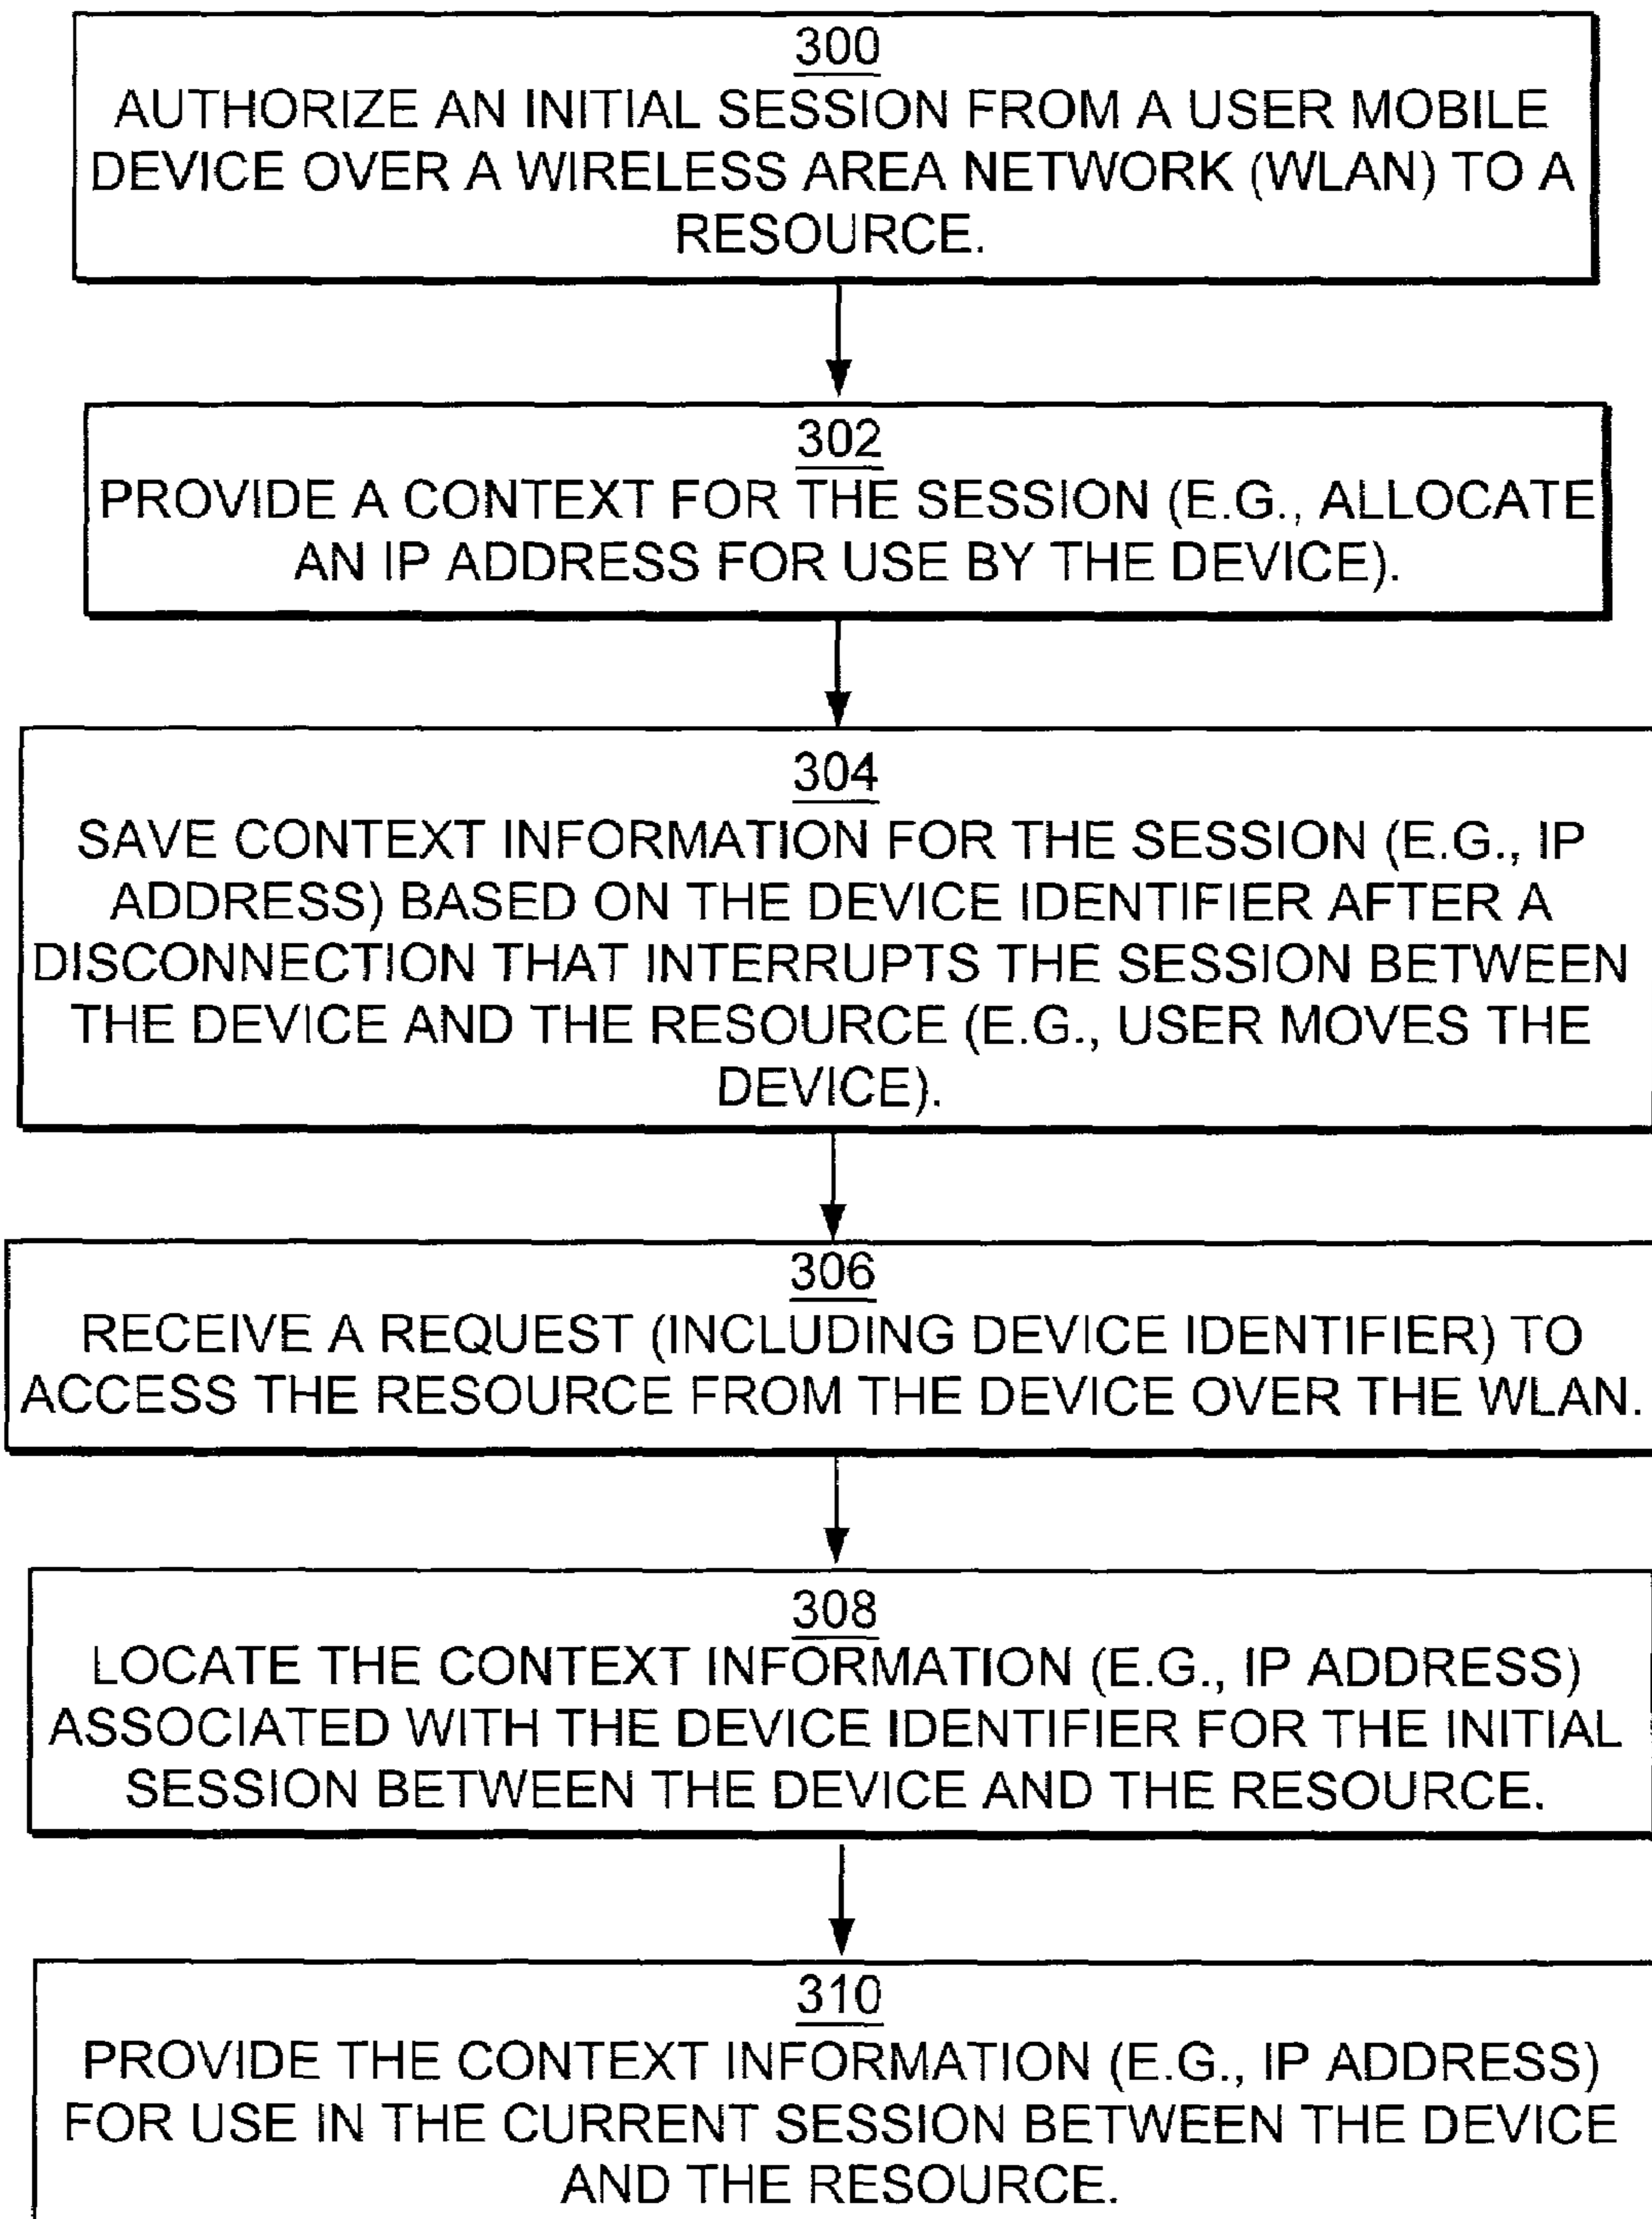 300
AUTHORIZE AN INITIAL SESSION FROM A USER MOBILE
DEVICE OVER A WIRELESS AREA NETWORK (WLAN) TO A
RESOURCE.
302
PROVIDE A CONTEXT FOR THE SESSION (E.G., ALLOCATE
AN IP ADDRESS FOR USE BY THE DEVICE).
304
SAVE CONTEXT INFORMATION FOR THE SESSION (E.G., IP
ADDRESS) BASED ON THE DEVICE IDENTIFIER AFTER A
DISCONNECTION THAT INTERRUPTS THE SESSION BETWEEN
THE DEVICE AND THE RESOURCE (E.G., USER MOVES THE
DEVICE).
306
RECEIVE A REQUEST (INCLUDING DEVICE IDENTIFIER) TO
ACCESS THE RESOURCE FROM THE DEVICE OVER THE WLAN.
308
LOCATE THE CONTEXT INFORMATION (E.G., IP ADDRESS)
ASSOCIATED WITH THE DEVICE IDENTIFIER FOR THE INITIAL
SESSION BETWEEN THE DEVICE AND THE RESOURCE.
310
PROVIDE THE CONTEXT INFORMATION (E.G., IP ADDRESS)
FOR USE IN THE CURRENT SESSION BETWEEN THE DEVICE
AND THE RESOURCE.